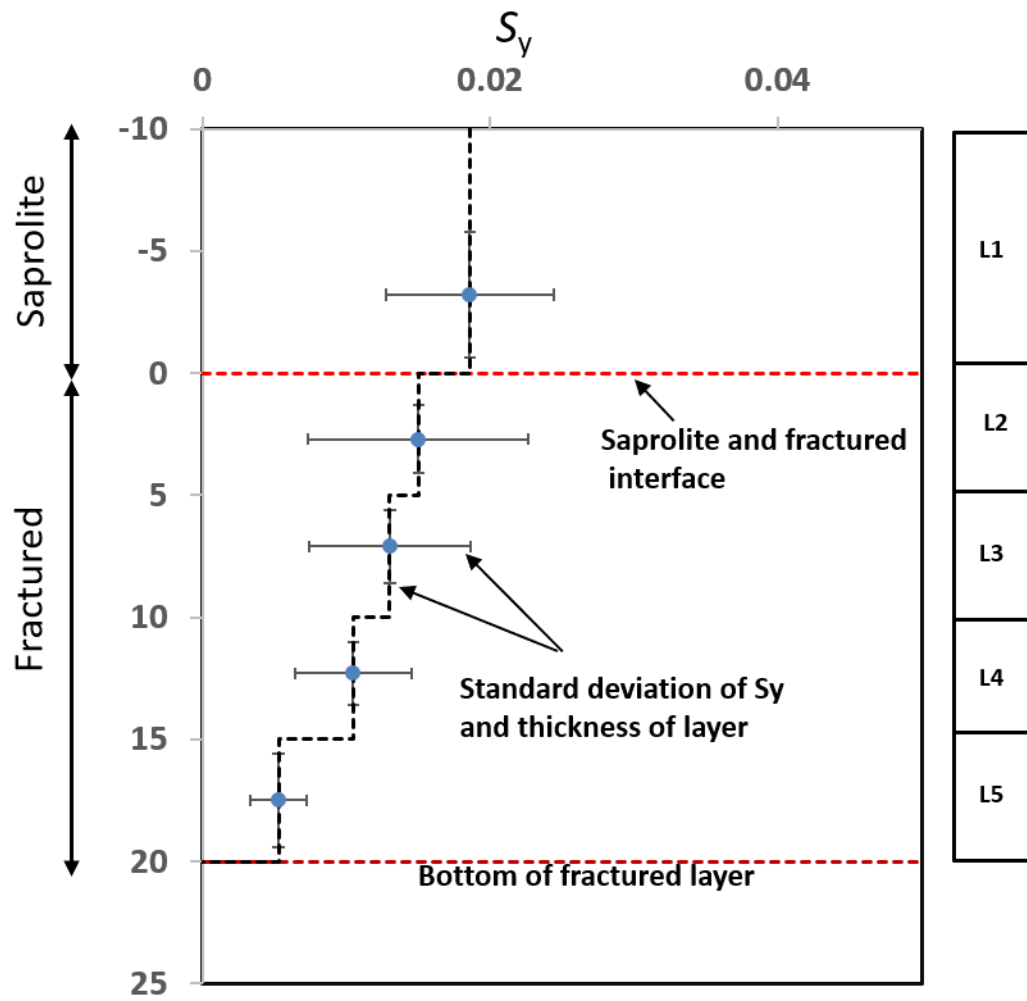 Sy
0 0.02 0.04
-10
-5
0
5
10
15
20
25
Saprolite
Fractured
Saprolite and fractured
interface
Standard deviation of Sy
and thickness of layer
Bottom of fractured layer
L1
L2
L3
L4
L5